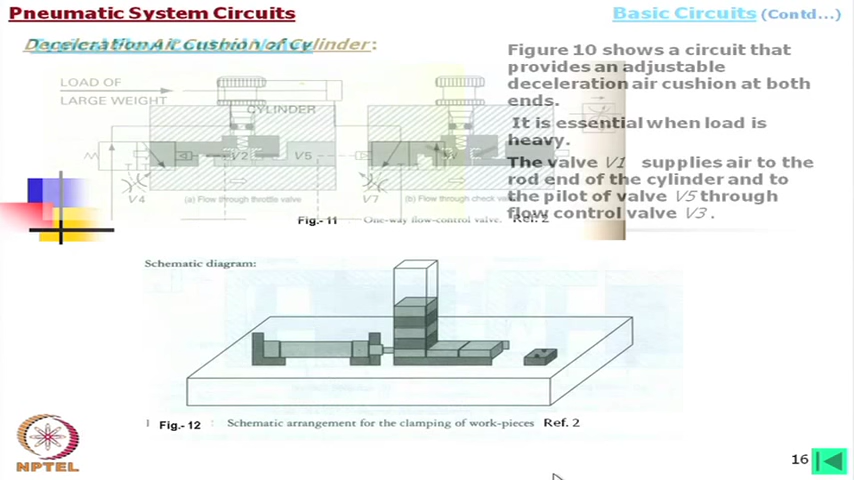 Pneumatic System Circuits
Basic Circuits (Contd...)
Deceleration Air Cushion of Cylinder:
Figure 10 shows a circuit that
provides an adjustable
deceleration air cushion at both
ends.
It is essential when load is
heavy.
The valve V1 supplies air to the
rod end of the cylinder and to
the pilot of valve V5 through
flow control valve V3.
LOAD OF
LARGE WEIGHT
CYLINDER
V2
V5
V4
V7
(a) Flow through throttle valve
(b) Flow through check valve
Fig.- 11
One-way flow-control valve.
Ref. 2
Schematic diagram:
Fig.- 12
Schematic arrangement for the clamping of work-pieces
Ref. 2
NPTEL
16